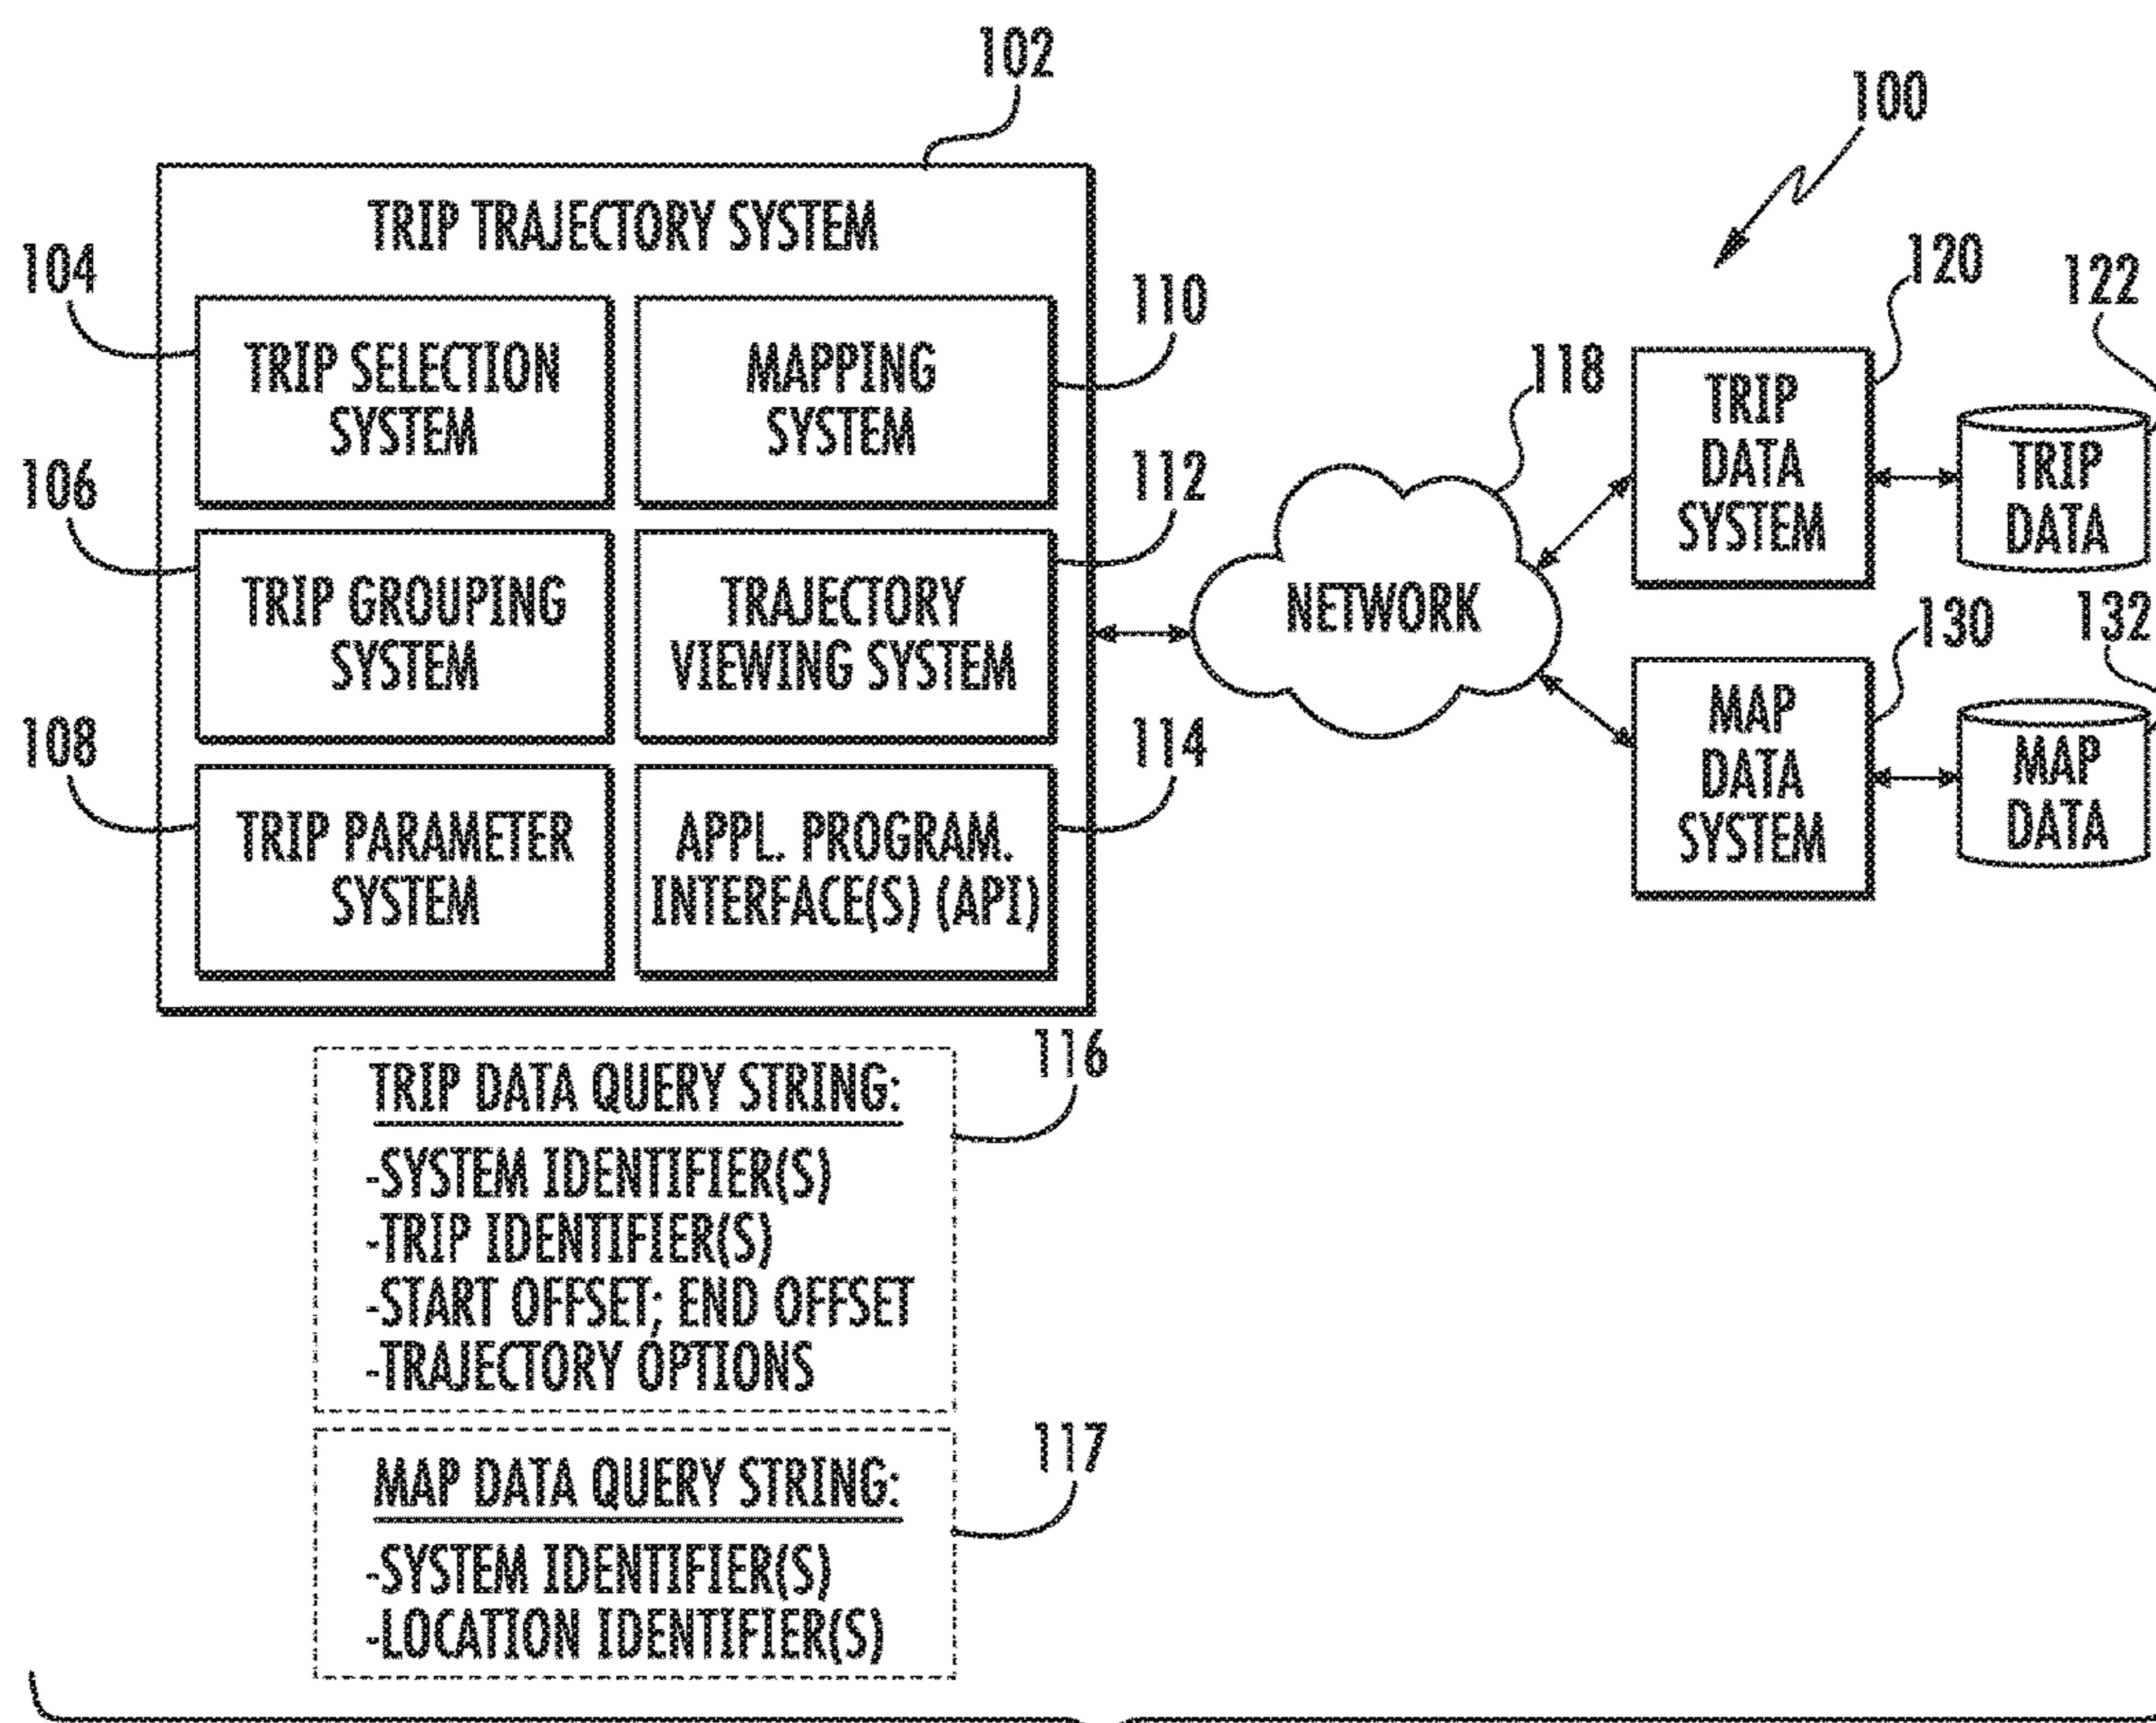 102
100
TRIP TRAJECTORY SYSTEM
104
TRIP SELECTION
SYSTEM
110
MAPPING
SYSTEM
106
TRIP GROUPING
SYSTEM
112
TRAJECTORY
VIEWING SYSTEM
108
TRIP PARAMETER
SYSTEM
114
APPL. PROGRAM.
INTERFACE(S) (API)
118
NETWORK
120
TRIP
DATA
SYSTEM
122
TRIP
DATA
130
MAP
DATA
SYSTEM
132
MAP
DATA
116
TRIP DATA QUERY STRING:
-SYSTEM IDENTIFIER(S)
-TRIP IDENTIFIER(S)
-START OFFSET; END OFFSET
-TRAJECTORY OPTIONS
117
MAP DATA QUERY STRING:
-SYSTEM IDENTIFIER(S)
-LOCATION IDENTIFIER(S)